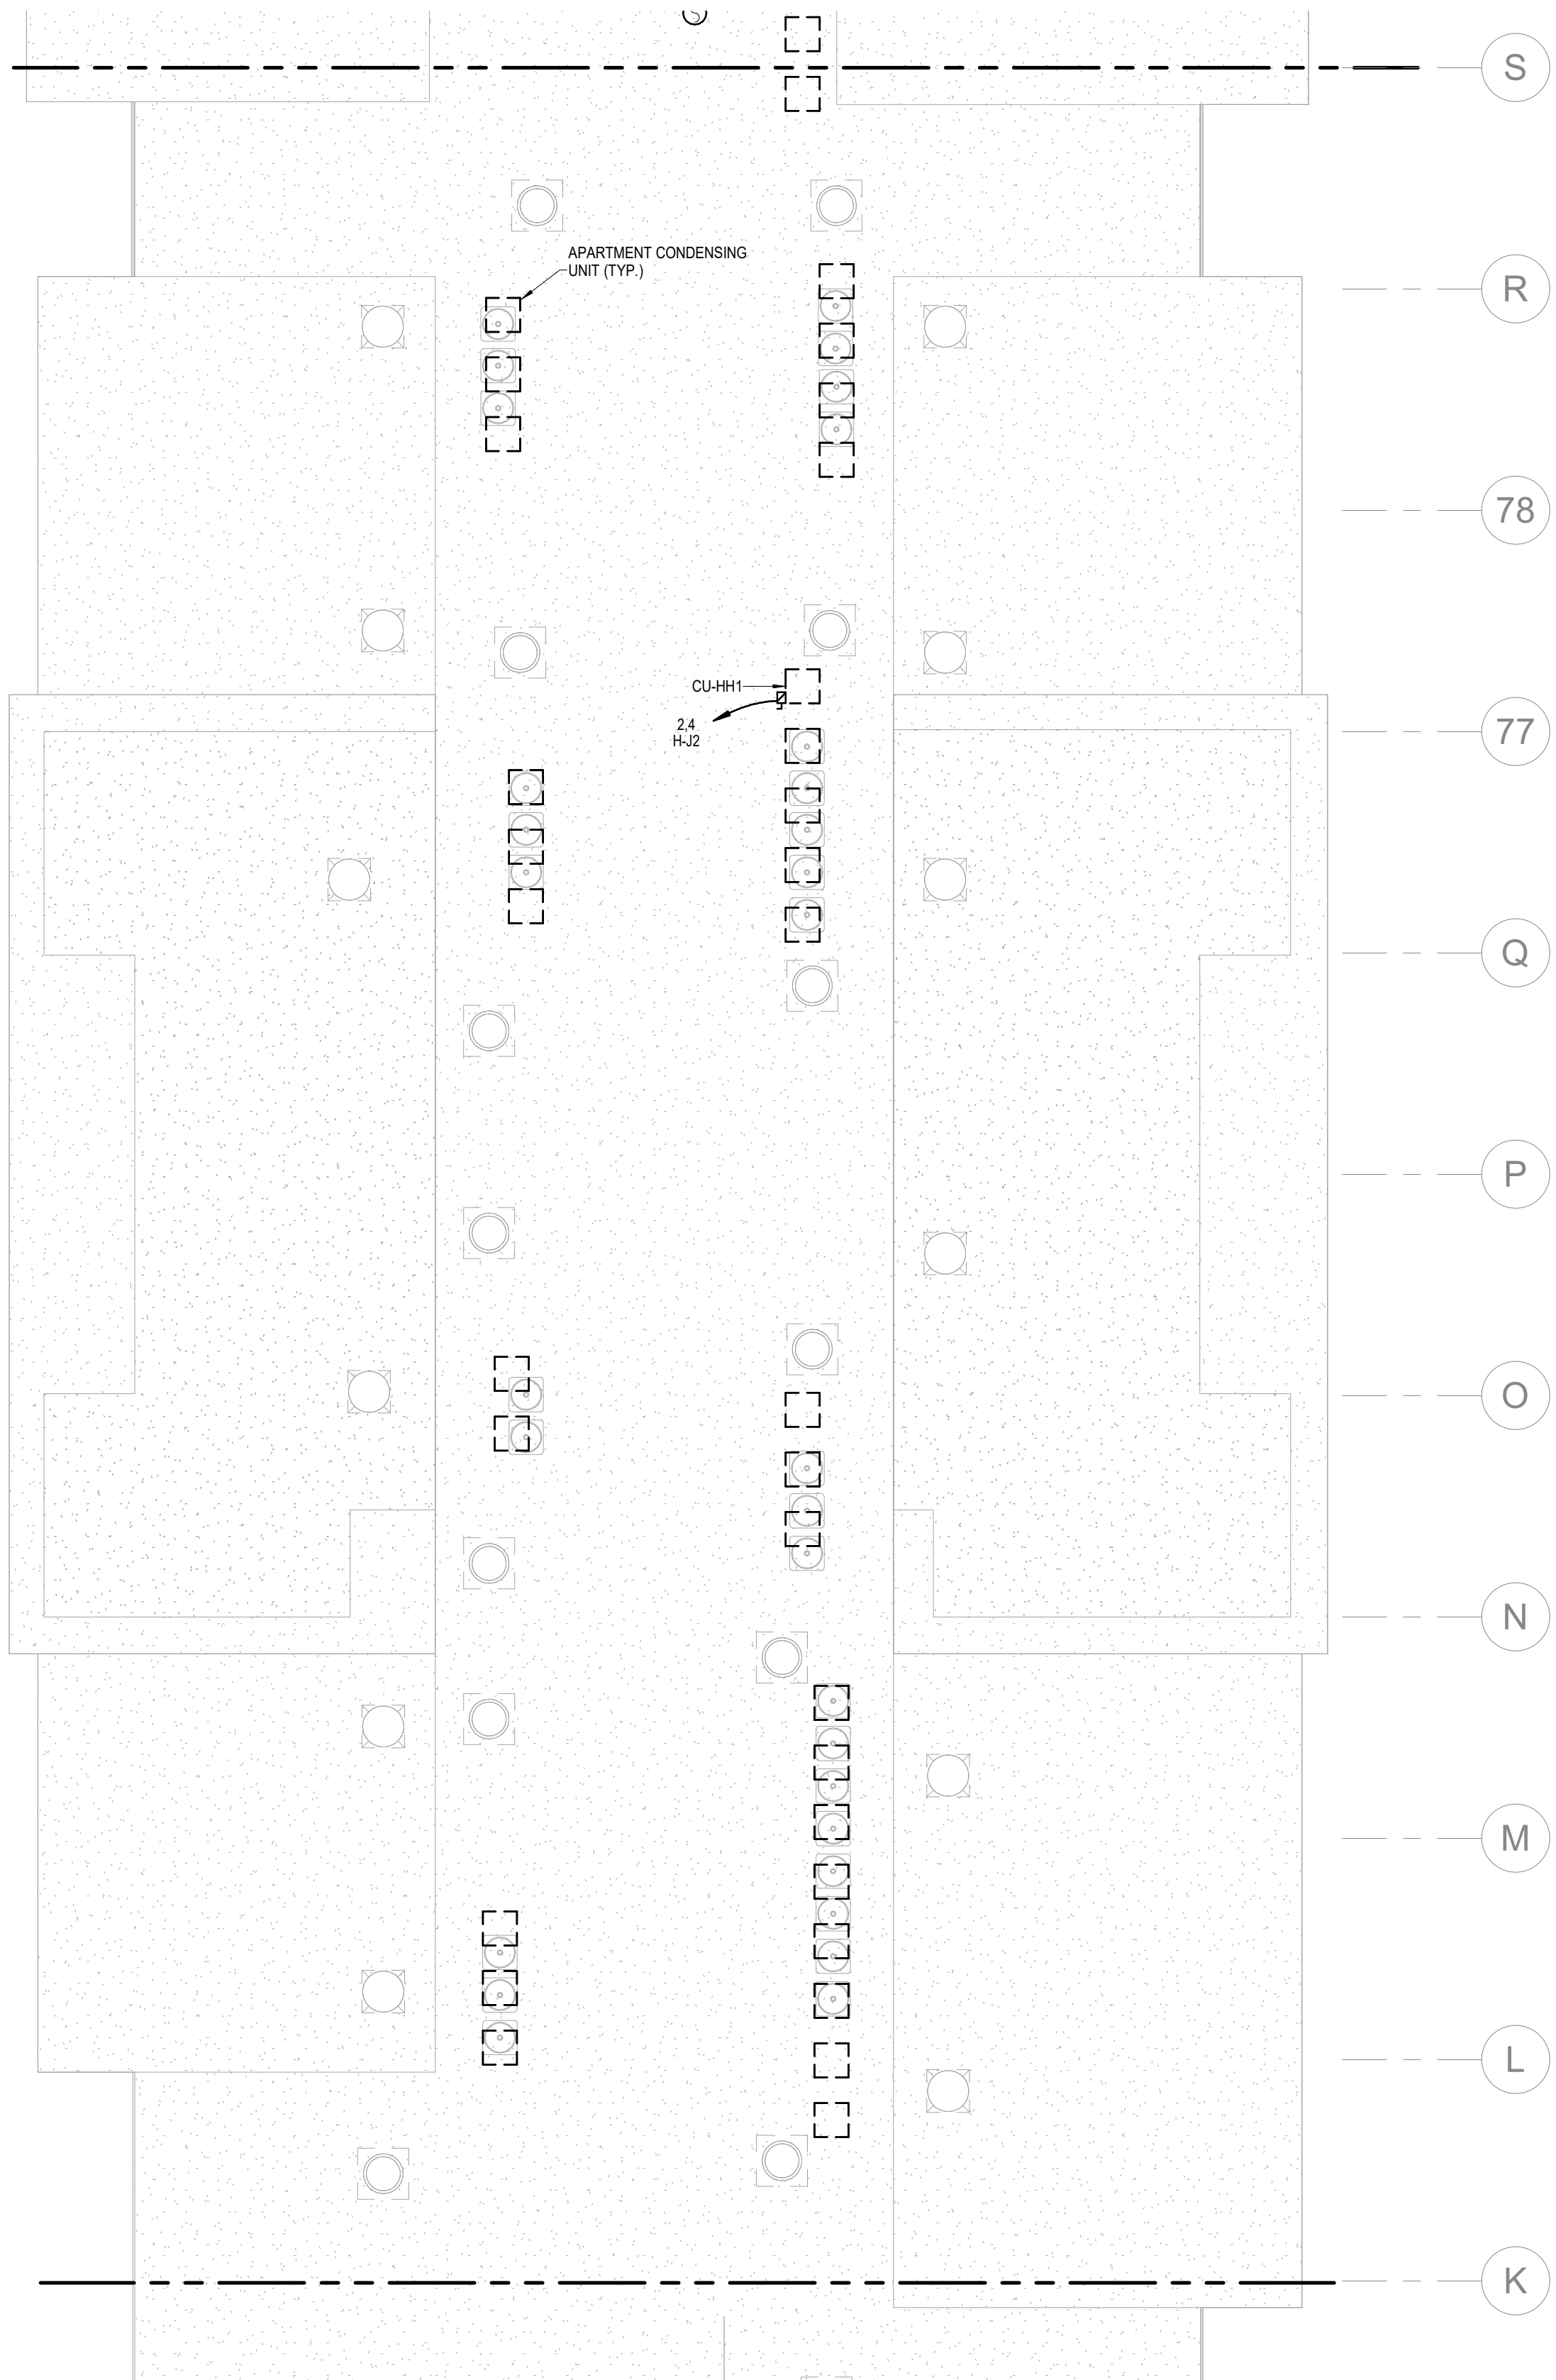 S
S
APARTMENT CONDENSING
UNIT (TYP.)
R
78
CU-HH1
2,4
H-J2
77
Q
P
O
N
M
L
K